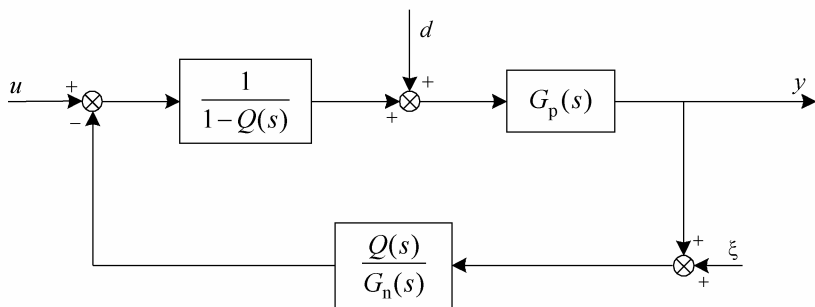 d
u
+
−
1
1 − Q(s)
+
+
G_p(s)
y
+
+
ξ
Q(s)
G_n(s)